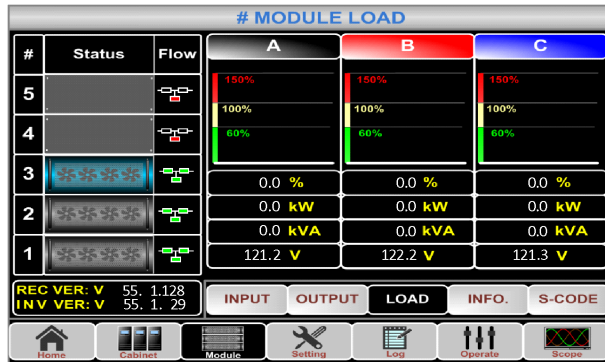 # MODULE LOAD
# Status Flow
A B C
5
4
3
2
1
150% 150% 150%
100% 100% 100%
60% 60% 60%
0.0 % 0.0 % 0.0 %
0.0 kW 0.0 kW 0.0 kW
0.0 kVA 0.0 kVA 0.0 kVA
121.2 V 122.2 V 121.3 V
REC VER: V 55. 1.128
INV VER: V 55. 1. 29
INPUT OUTPUT LOAD INFO. S-CODE
Home Cabinet Module Setting Log Operate Scope